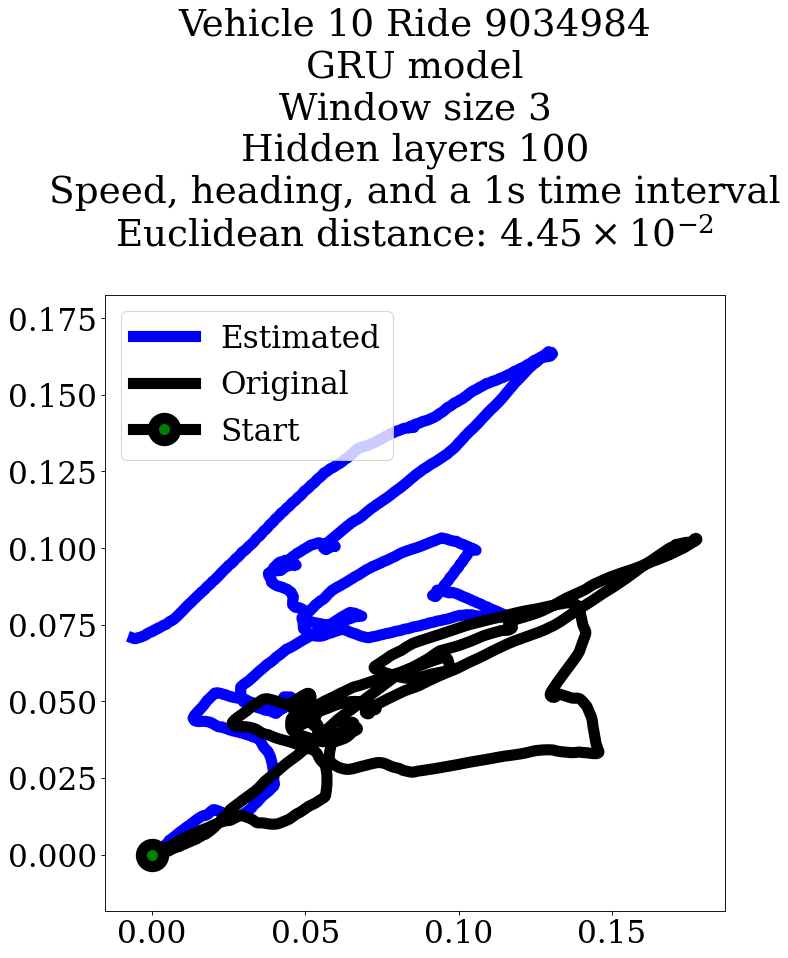 Vehicle 10 Ride 9034984
GRU model
Window size 3
Hidden layers 100
Speed, heading, and a 1s time interval
Euclidean distance: 4.45 × 10⁻²
Estimated
Original
Start
0.175
0.150
0.125
0.100
0.075
0.050
0.025
0.000
0.00 0.05 0.10 0.15